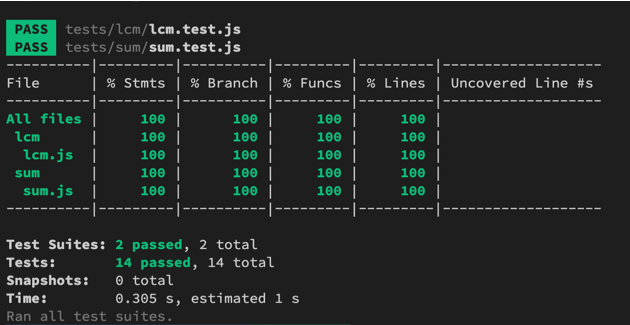 PASS tests/lcm/lcm.test.js
PASS tests/sum/sum.test.js
----------|---------|----------|---------|---------|-------------------
File      | % Stmts | % Branch | % Funcs | % Lines | Uncovered Line #s
----------|---------|----------|---------|---------|-------------------
All files |     100 |      100 |     100 |     100 |
 lcm      |     100 |      100 |     100 |     100 |
  lcm.js  |     100 |      100 |     100 |     100 |
 sum      |     100 |      100 |     100 |     100 |
  sum.js  |     100 |      100 |     100 |     100 |
----------|---------|----------|---------|---------|-------------------
Test Suites: 2 passed, 2 total
Tests:       14 passed, 14 total
Snapshots:   0 total
Time:        0.305 s, estimated 1 s
Ran all test suites.